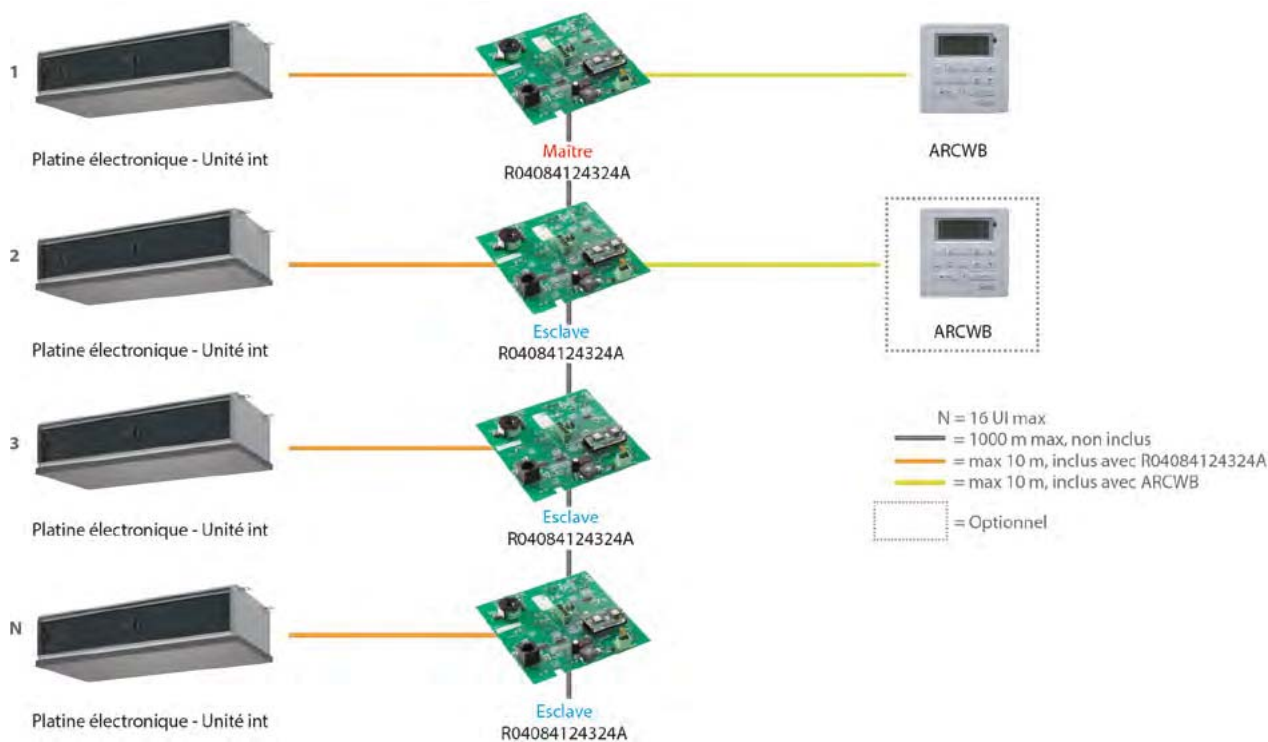 1
Platine électronique - Unité int
Maître
R04084124324A
ARCWB
2
Platine électronique - Unité int
Esclave
R04084124324A
ARCWB
3
Platine électronique - Unité int
Esclave
R04084124324A
N = 16 UI max
= 1000 m max, non inclus
= max 10 m, inclus avec R04084124324A
= max 10 m, inclus avec ARCWB
= Optionnel
N
Platine électronique - Unité int
Esclave
R04084124324A